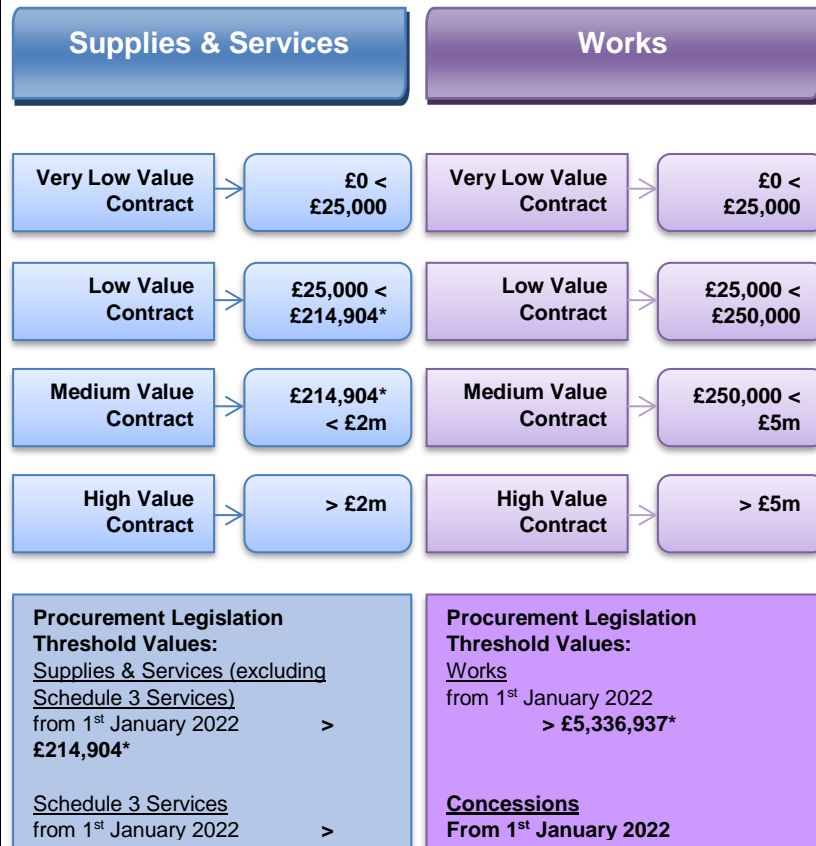 Supplies & Services
Works
Very Low Value
Contract
£0 <
£25,000
Very Low Value
Contract
£0 <
£25,000
Low Value
Contract
£25,000 <
£214,904*
Low Value
Contract
£25,000 <
£250,000
Medium Value
Contract
£214,904*
< £2m
Medium Value
Contract
£250,000 <
£5m
High Value
Contract
> £2m
High Value
Contract
> £5m
Procurement Legislation
Threshold Values:
Supplies & Services (excluding
Schedule 3 Services)
from 1st January 2022 >
£214,904*
Schedule 3 Services
from 1st January 2022 >
Procurement Legislation
Threshold Values:
Works
from 1st January 2022
> £5,336,937*
Concessions
From 1st January 2022